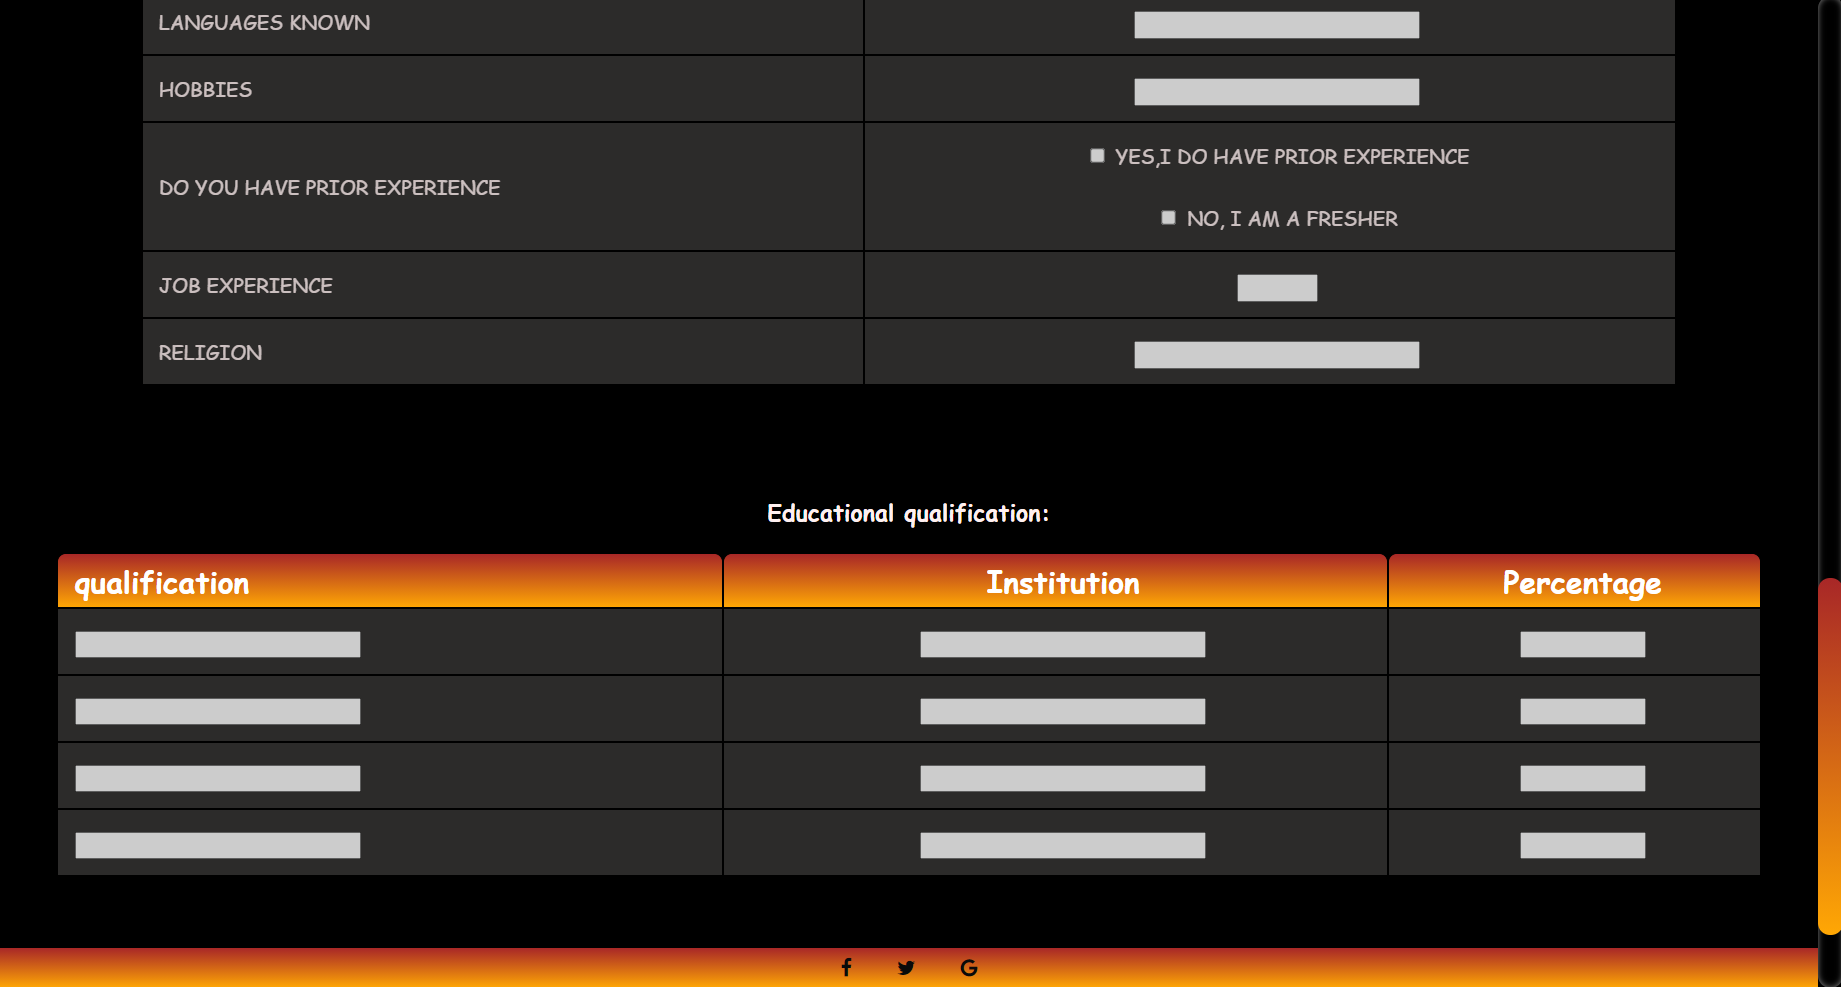 LANGUAGES KNOWN
HOBBIES
DO YOU HAVE PRIOR EXPERIENCE
YES,I DO HAVE PRIOR EXPERIENCE
NO, I AM A FRESHER
JOB EXPERIENCE
RELIGION
Educational qualification:
qualification Institution Percentage